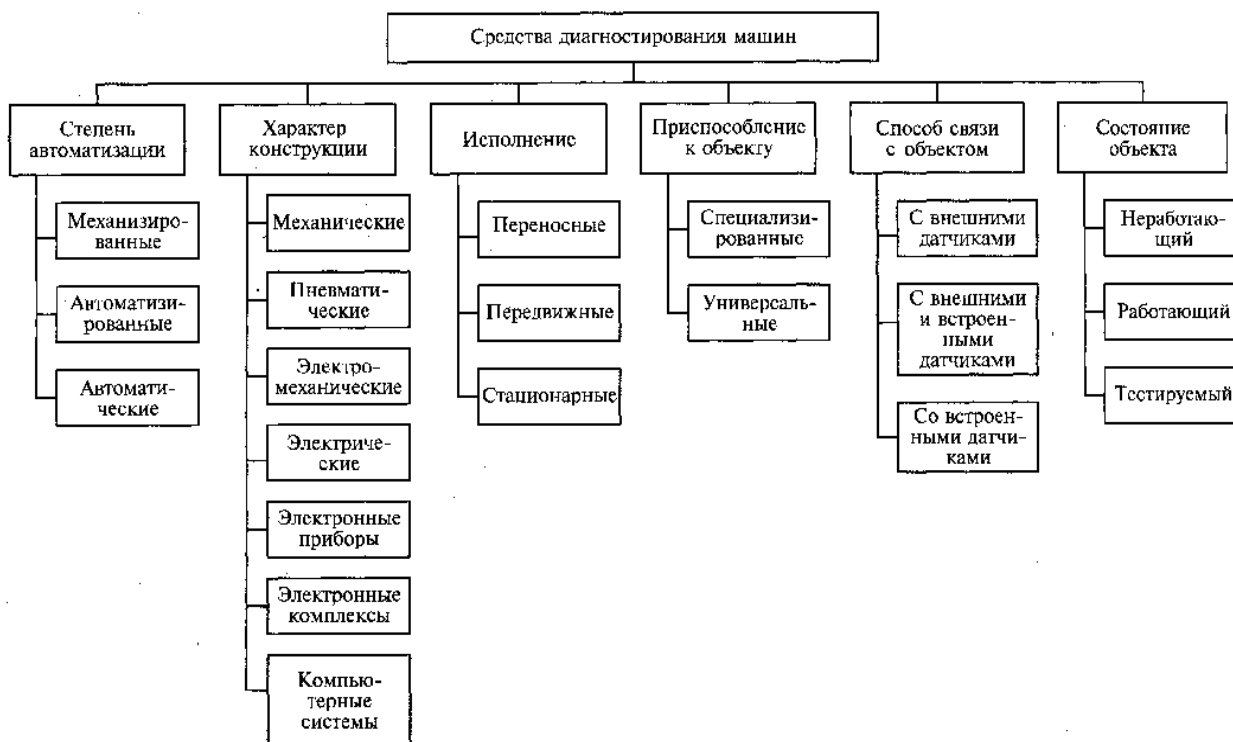 Средства диагностирования машин
Степень
автоматизации
Механизиро-
ванные
Автоматизи-
рованные
Автомати-
ческие
Характер
конструкции
Механические
Пневмати-
ческие
Электро-
механические
Электриче-
ские
Электронные
приборы
Электронные
комплексы
Компью-
терные
системы
Исполнение
Переносные
Передвижные
Стационарные
Приспособление
к объекту
Специализи-
рованные
Универсаль-
ные
Способ связи
с объектом
С внешними
датчиками
С внешними
и встроен-
ными
датчиками
Со встроен-
ными датчи-
ками
Состояние
объекта
Неработаю-
щий
Работающий
Тестируемый